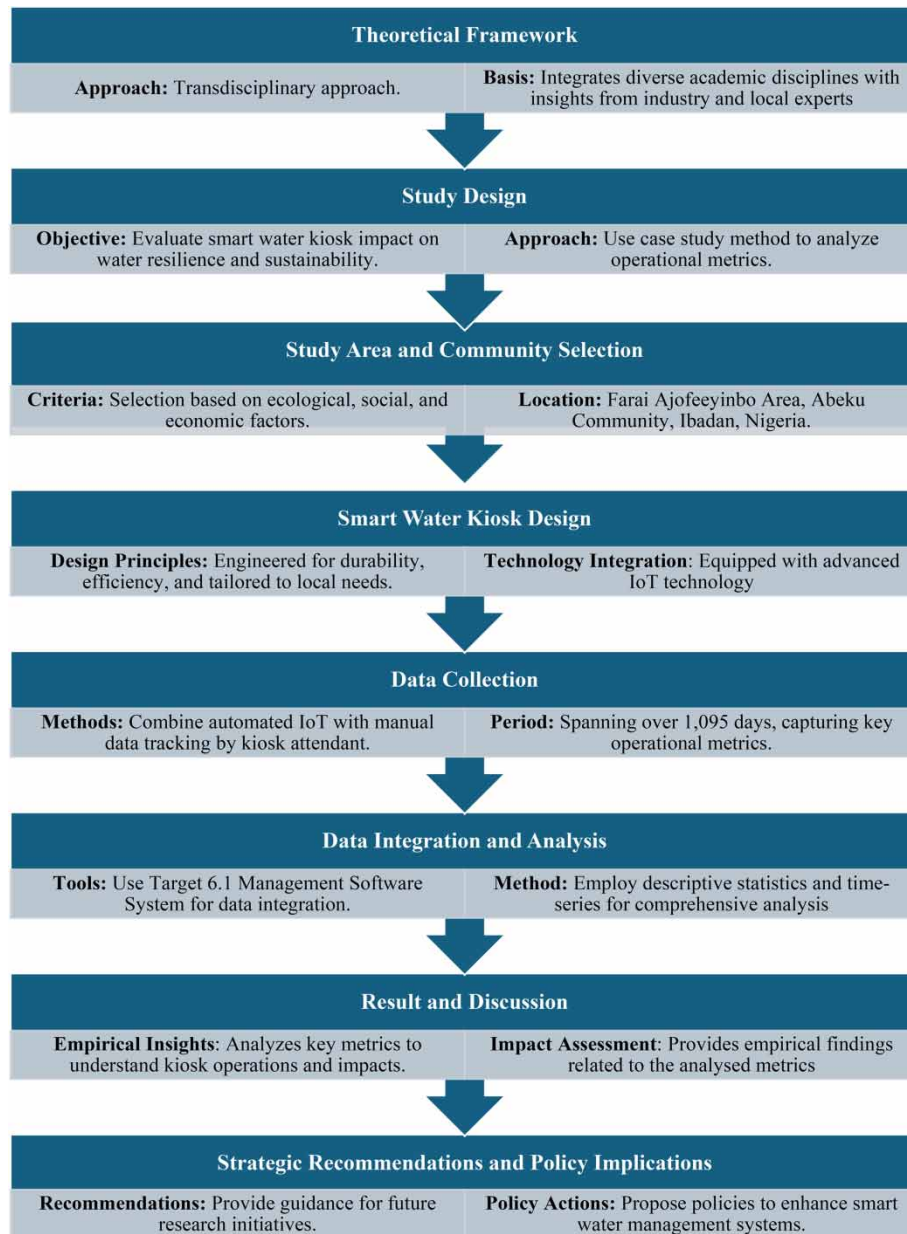 Theoretical Framework
Approach: Transdisciplinary approach.
Basis: Integrates diverse academic disciplines with
insights from industry and local experts
Study Design
Objective: Evaluate smart water kiosk impact on
water resilience and sustainability.
Approach: Use case study method to analyze
operational metrics.
Study Area and Community Selection
Criteria: Selection based on ecological, social, and
economic factors.
Location: Farai Ajofeeyinbo Area, Abeku
Community, Ibadan, Nigeria.
Smart Water Kiosk Design
Design Principles: Engineered for durability,
efficiency, and tailored to local needs.
Technology Integration: Equipped with advanced
IoT technology
Data Collection
Methods: Combine automated IoT with manual
data tracking by kiosk attendant.
Period: Spanning over 1,095 days, capturing key
operational metrics.
Data Integration and Analysis
Tools: Use Target 6.1 Management Software
System for data integration.
Method: Employ descriptive statistics and time-
series for comprehensive analysis
Result and Discussion
Empirical Insights: Analyzes key metrics to
understand kiosk operations and impacts.
Impact Assessment: Provides empirical findings
related to the analysed metrics
Strategic Recommendations and Policy Implications
Recommendations: Provide guidance for future
research initiatives.
Policy Actions: Propose policies to enhance smart
water management systems.